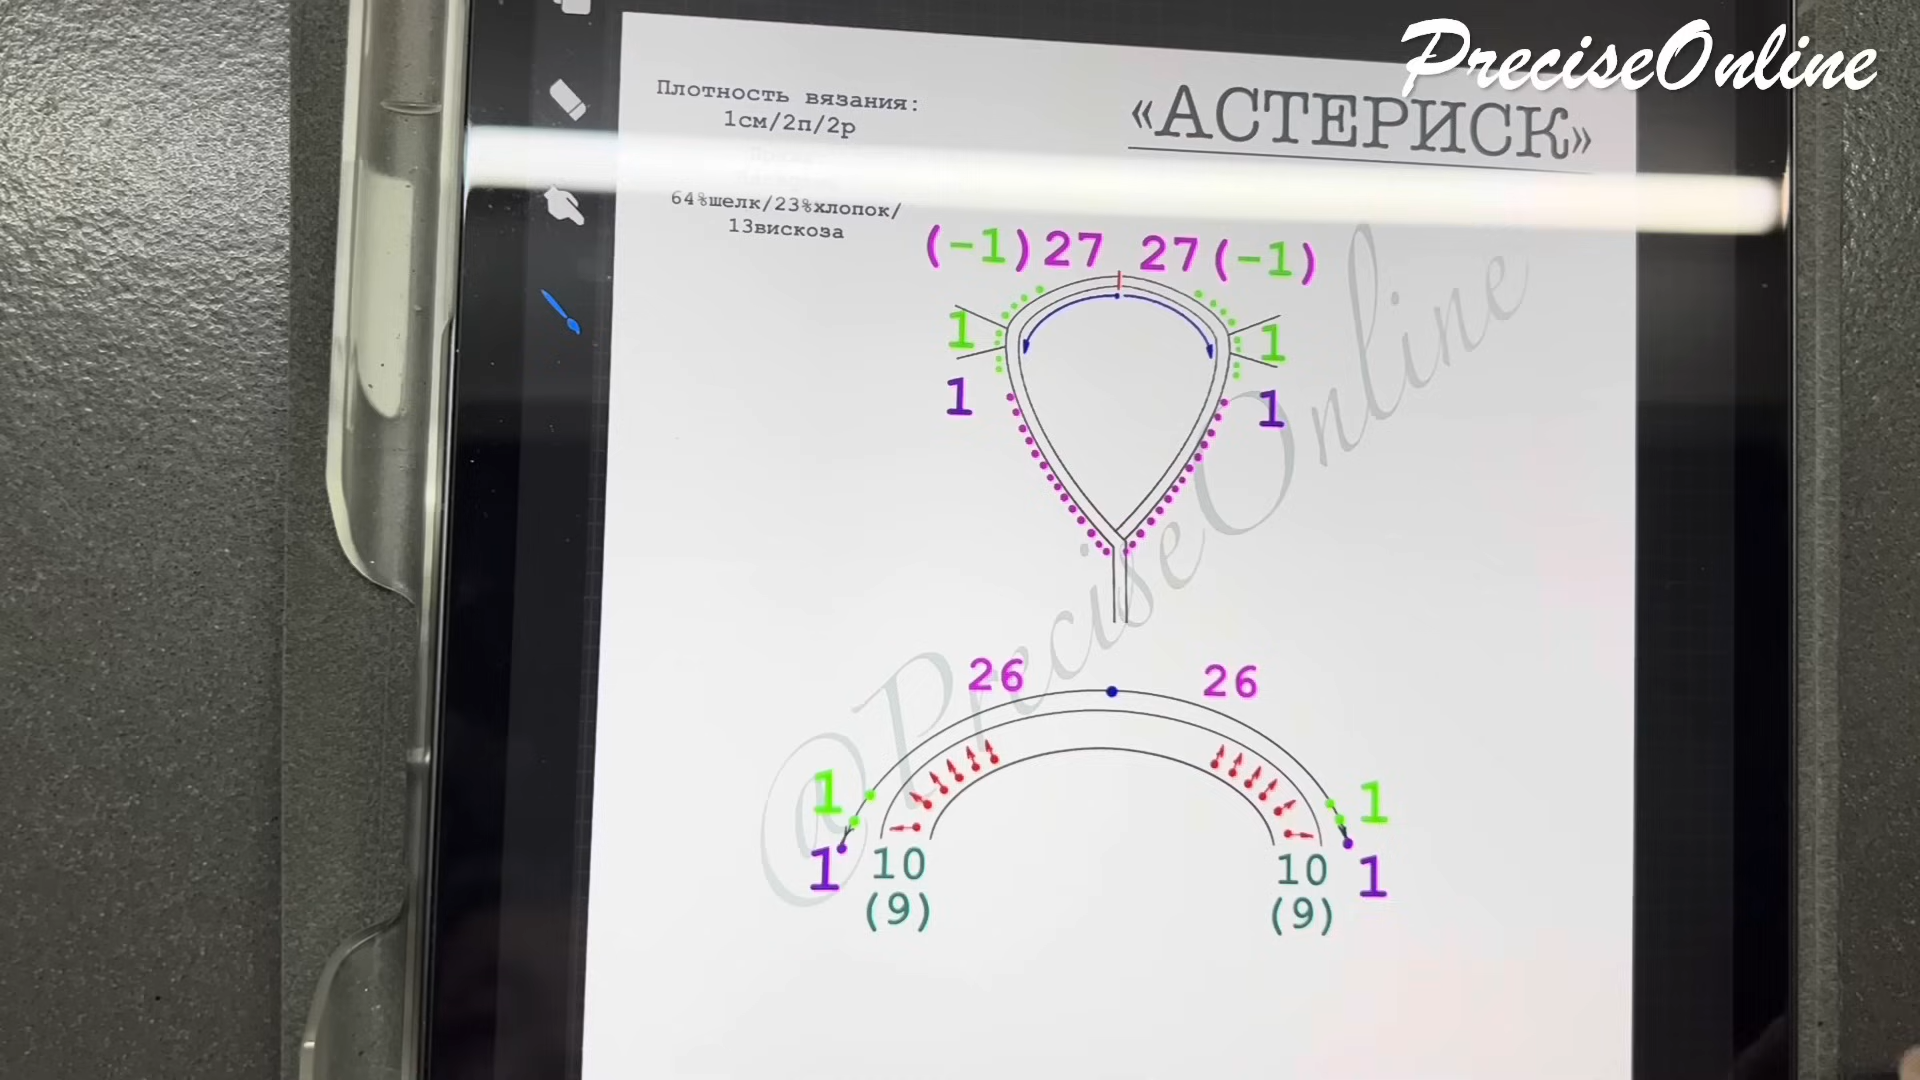 PreciseOnline
Плотность вязания:
1см/2п/2р
«АСТЕРИСК»
64%шелк/23%хлопок/
13вискоза
(-1)27 27(-1)
1 1
1 1
@PreciseOnline
26 26
1 1
1 10 10 1
(9) (9)